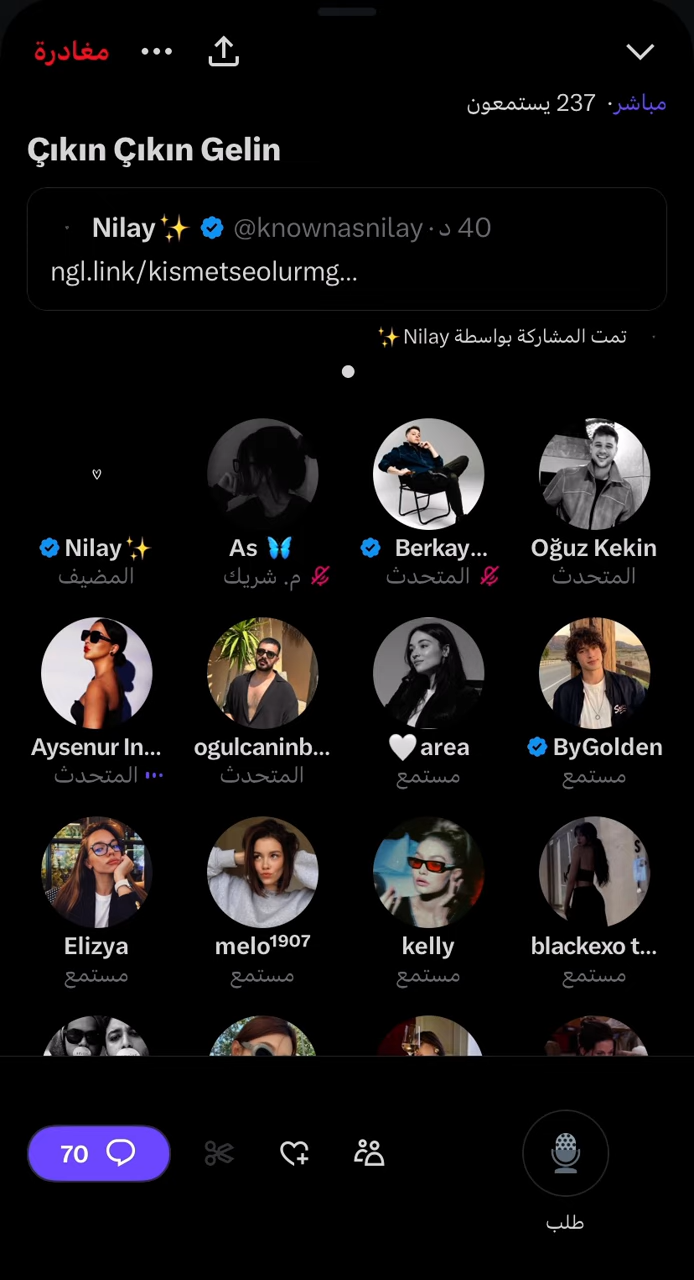 مغادرة
مباشر· 237 يستمعون
Çıkın Çıkın Gelin
Nilay✨ @knownasnilay · 40 د
ngl.link/kismetseolurmg...
تمت المشاركة بواسطة Nilay✨
Nilay✨
المضيف
As 🦋
م. شريك
Berkay...
المتحدث
Oğuz Kekin
المتحدث
Aysenur In...
المتحدث
ogulcaninb...
المتحدث
🤍area
مستمع
ByGolden
مستمع
Elizya
مستمع
melo¹⁹⁰⁷
مستمع
kelly
مستمع
blackexo t...
مستمع
70
طلب